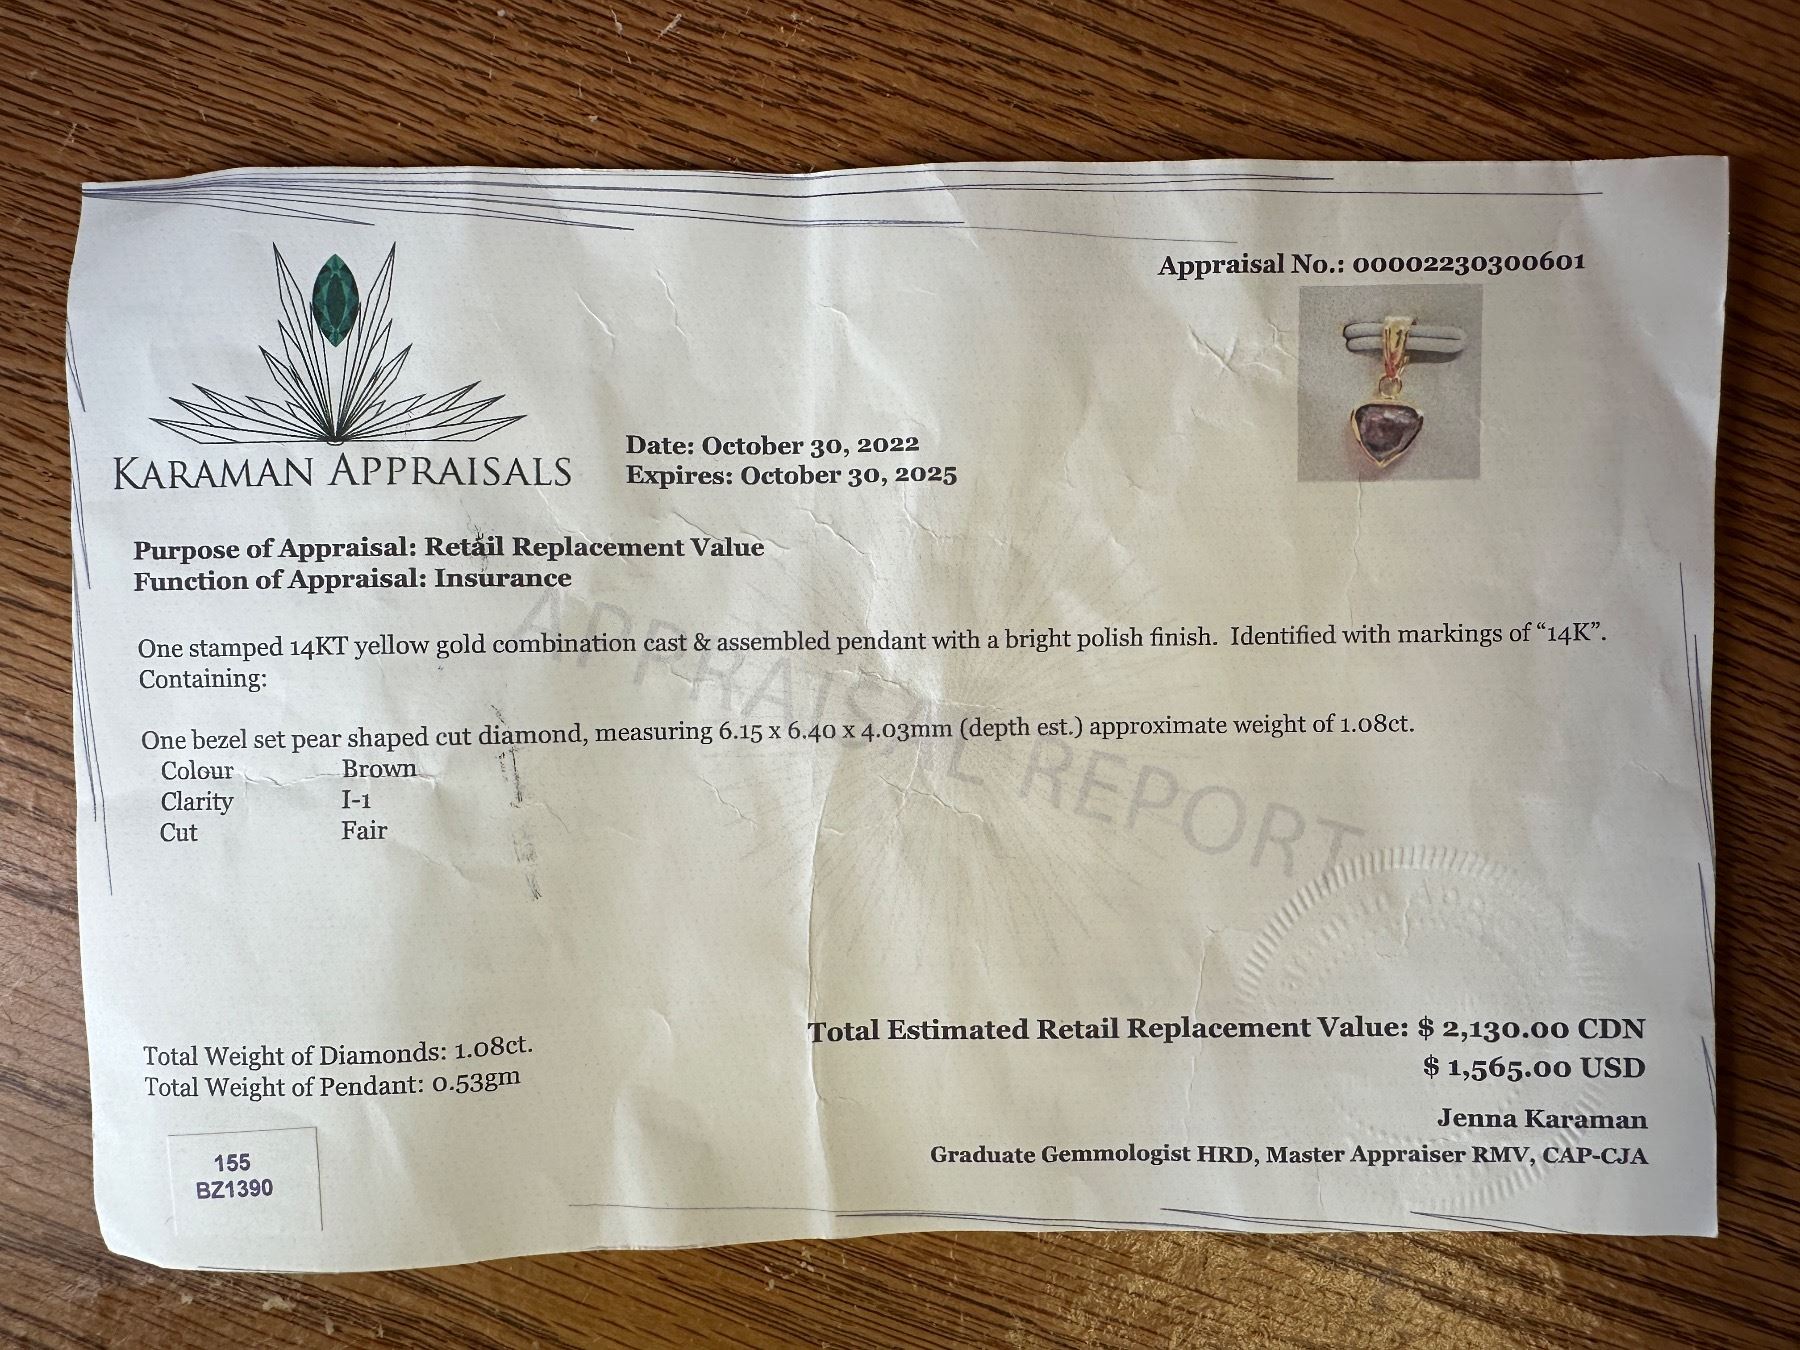 Appraisal No.: 00002230300601
KARAMAN APPRAISALS
Date: October 30, 2022
Expires: October 30, 2025
Purpose of Appraisal: Retail Replacement Value
Function of Appraisal: Insurance
One stamped 14KT yellow gold combination cast & assembled pendant with a bright polish finish. Identified with markings of “14K”.
Containing:
One bezel set pear shaped cut diamond, measuring 6.15 x 6.40 x 4.03mm (depth est.) approximate weight of 1.08ct.
Colour Brown
Clarity I-1
Cut Fair
APPRAISAL REPORT
Total Weight of Diamonds: 1.08ct.
Total Weight of Pendant: 0.53gm
Total Estimated Retail Replacement Value: $ 2,130.00 CDN
$ 1,565.00 USD
Jenna Karaman
Graduate Gemmologist HRD, Master Appraiser RMV, CAP-CJA
155
BZ1390